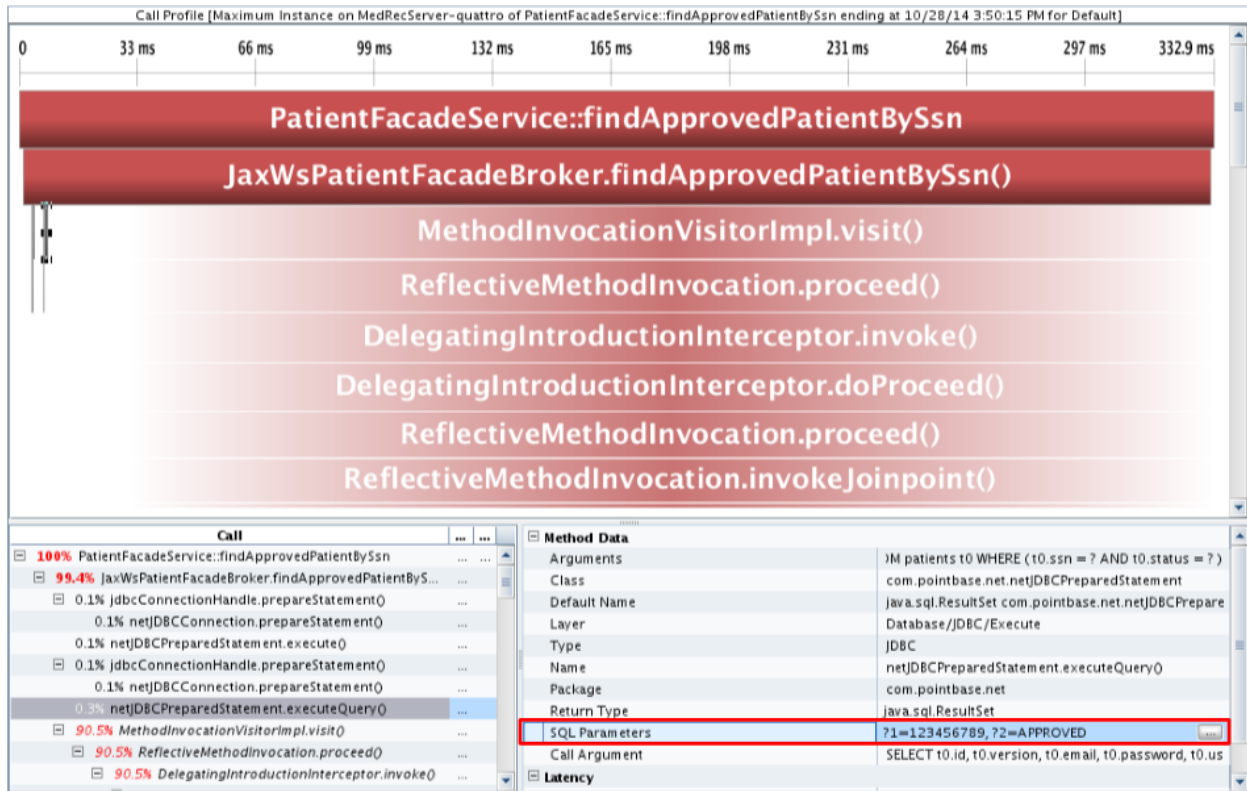 Call Profile [Maximum Instance on MedRecServer-quattro of PatientFacadeService::findApprovedPatientBySsn ending at 10/28/14 3:50:15 PM for Default]
0 33 ms 66 ms 99 ms 132 ms 165 ms 198 ms 231 ms 264 ms 297 ms 332.9 ms
PatientFacadeService::findApprovedPatientBySsn
JaxWsPatientFacadeBroker.findApprovedPatientBySsn()
MethodInvocationVisitorImpl.visit()
ReflectiveMethodInvocation.proceed()
DelegatingIntroductionInterceptor.invoke()
DelegatingIntroductionInterceptor.doProceed()
ReflectiveMethodInvocation.proceed()
ReflectiveMethodInvocation.invokeJoinpoint()
Call ... ...
100% PatientFacadeService::findApprovedPatientBySsn ... ...
99.4% JaxWsPatientFacadeBroker.findApprovedPatientByS... ...
0.1% jdbcConnectionHandle.prepareStatement() ...
0.1% netJDBCConnection.prepareStatement() ...
0.1% netJDBCPreparedStatement.execute() ...
0.1% jdbcConnectionHandle.prepareStatement() ...
0.1% netJDBCConnection.prepareStatement() ...
0.3% netJDBCPreparedStatement.executeQuery() ...
90.5% MethodInvocationVisitorImpl.visit() ...
90.5% ReflectiveMethodInvocation.proceed() ...
90.5% DelegatingIntroductionInterceptor.invoke() ...
Method Data
Arguments )M patients t0 WHERE (t0.ssn = ? AND t0.status = ?)
Class com.pointbase.net.netJDBCPreparedStatement
Default Name java.sql.ResultSet com.pointbase.net.netJDBCPrepare
Layer Database/JDBC/Execute
Type JDBC
Name netJDBCPreparedStatement.executeQuery()
Package com.pointbase.net
Return Type java.sql.ResultSet
SQL Parameters ?1=123456789, ?2=APPROVED ...
Call Argument SELECT t0.id, t0.version, t0.email, t0.password, t0.us
Latency